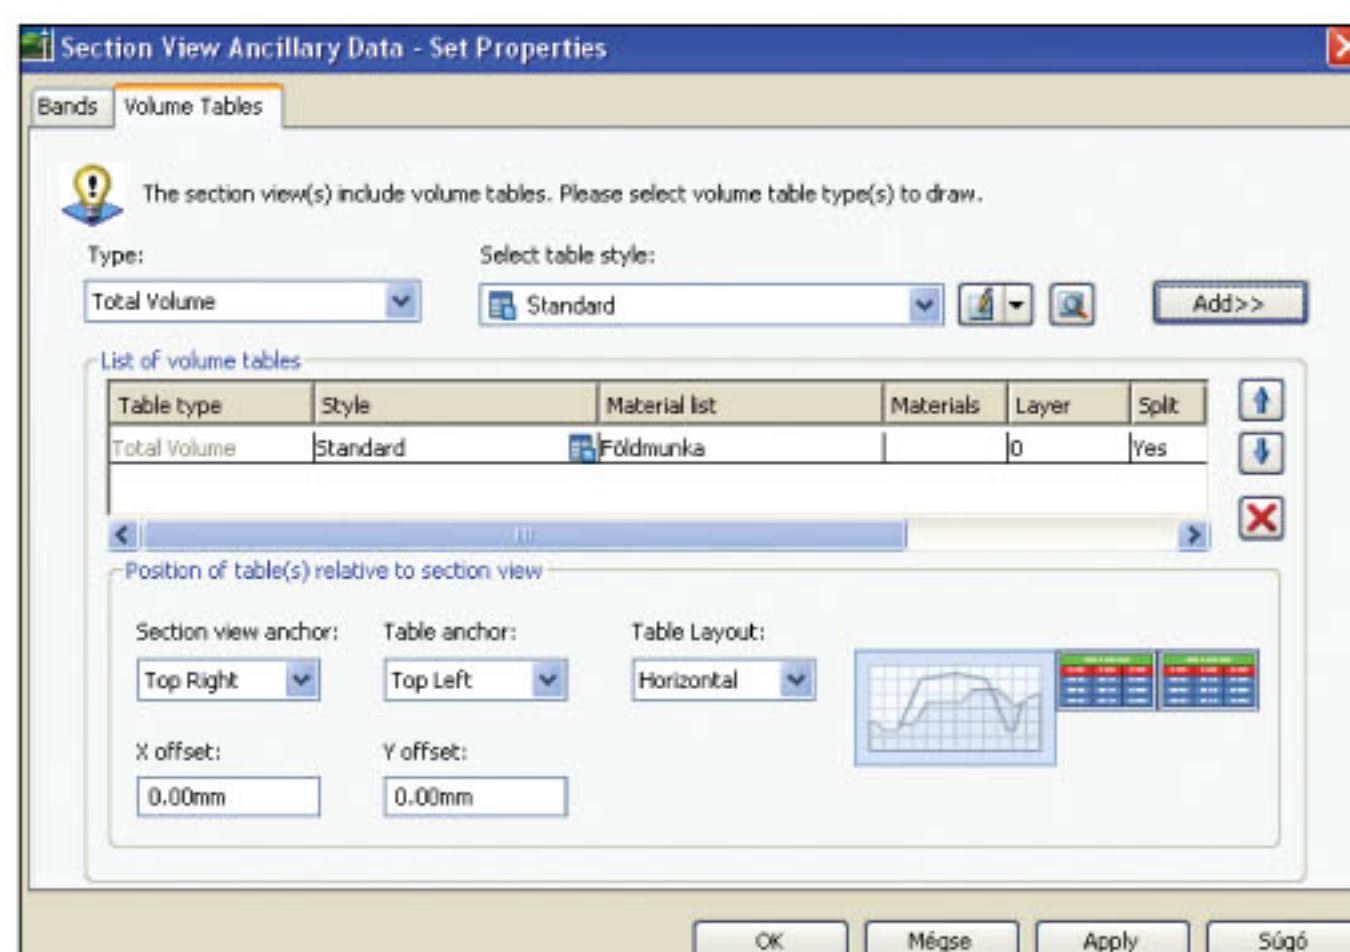 Section View Ancillary Data - Set Properties
Bands Volume Tables
The section view(s) include volume tables. Please select volume table type(s) to draw.
Type: Select table style:
Total Volume Standard Add>>
List of volume tables
Table type Style Material list Materials Layer Split
Total Volume Standard Földmunka 0 Yes
Position of table(s) relative to section view
Section view anchor: Table anchor: Table Layout:
Top Right Top Left Horizontal
X offset: Y offset:
0.00mm 0.00mm
OK Mégse Apply Súgó